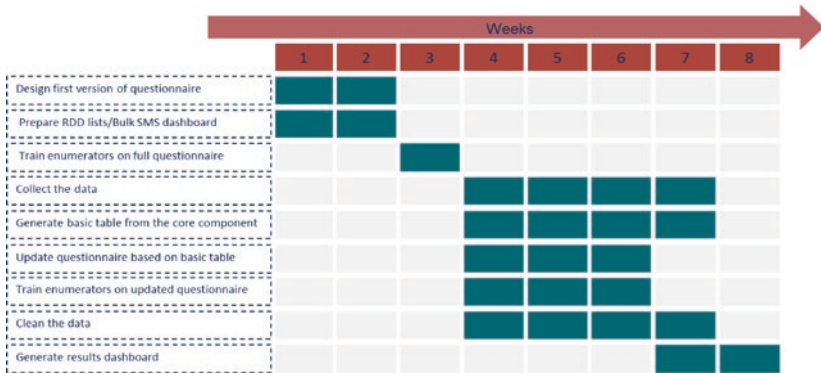 Weeks
1 2 3 4 5 6 7 8
Design first version of questionnaire
Prepare RDD lists/Bulk SMS dashboard
Train enumerators on full questionnaire
Collect the data
Generate basic table from the core component
Update questionnaire based on basic table
Train enumerators on updated questionnaire
Clean the data
Generate results dashboard